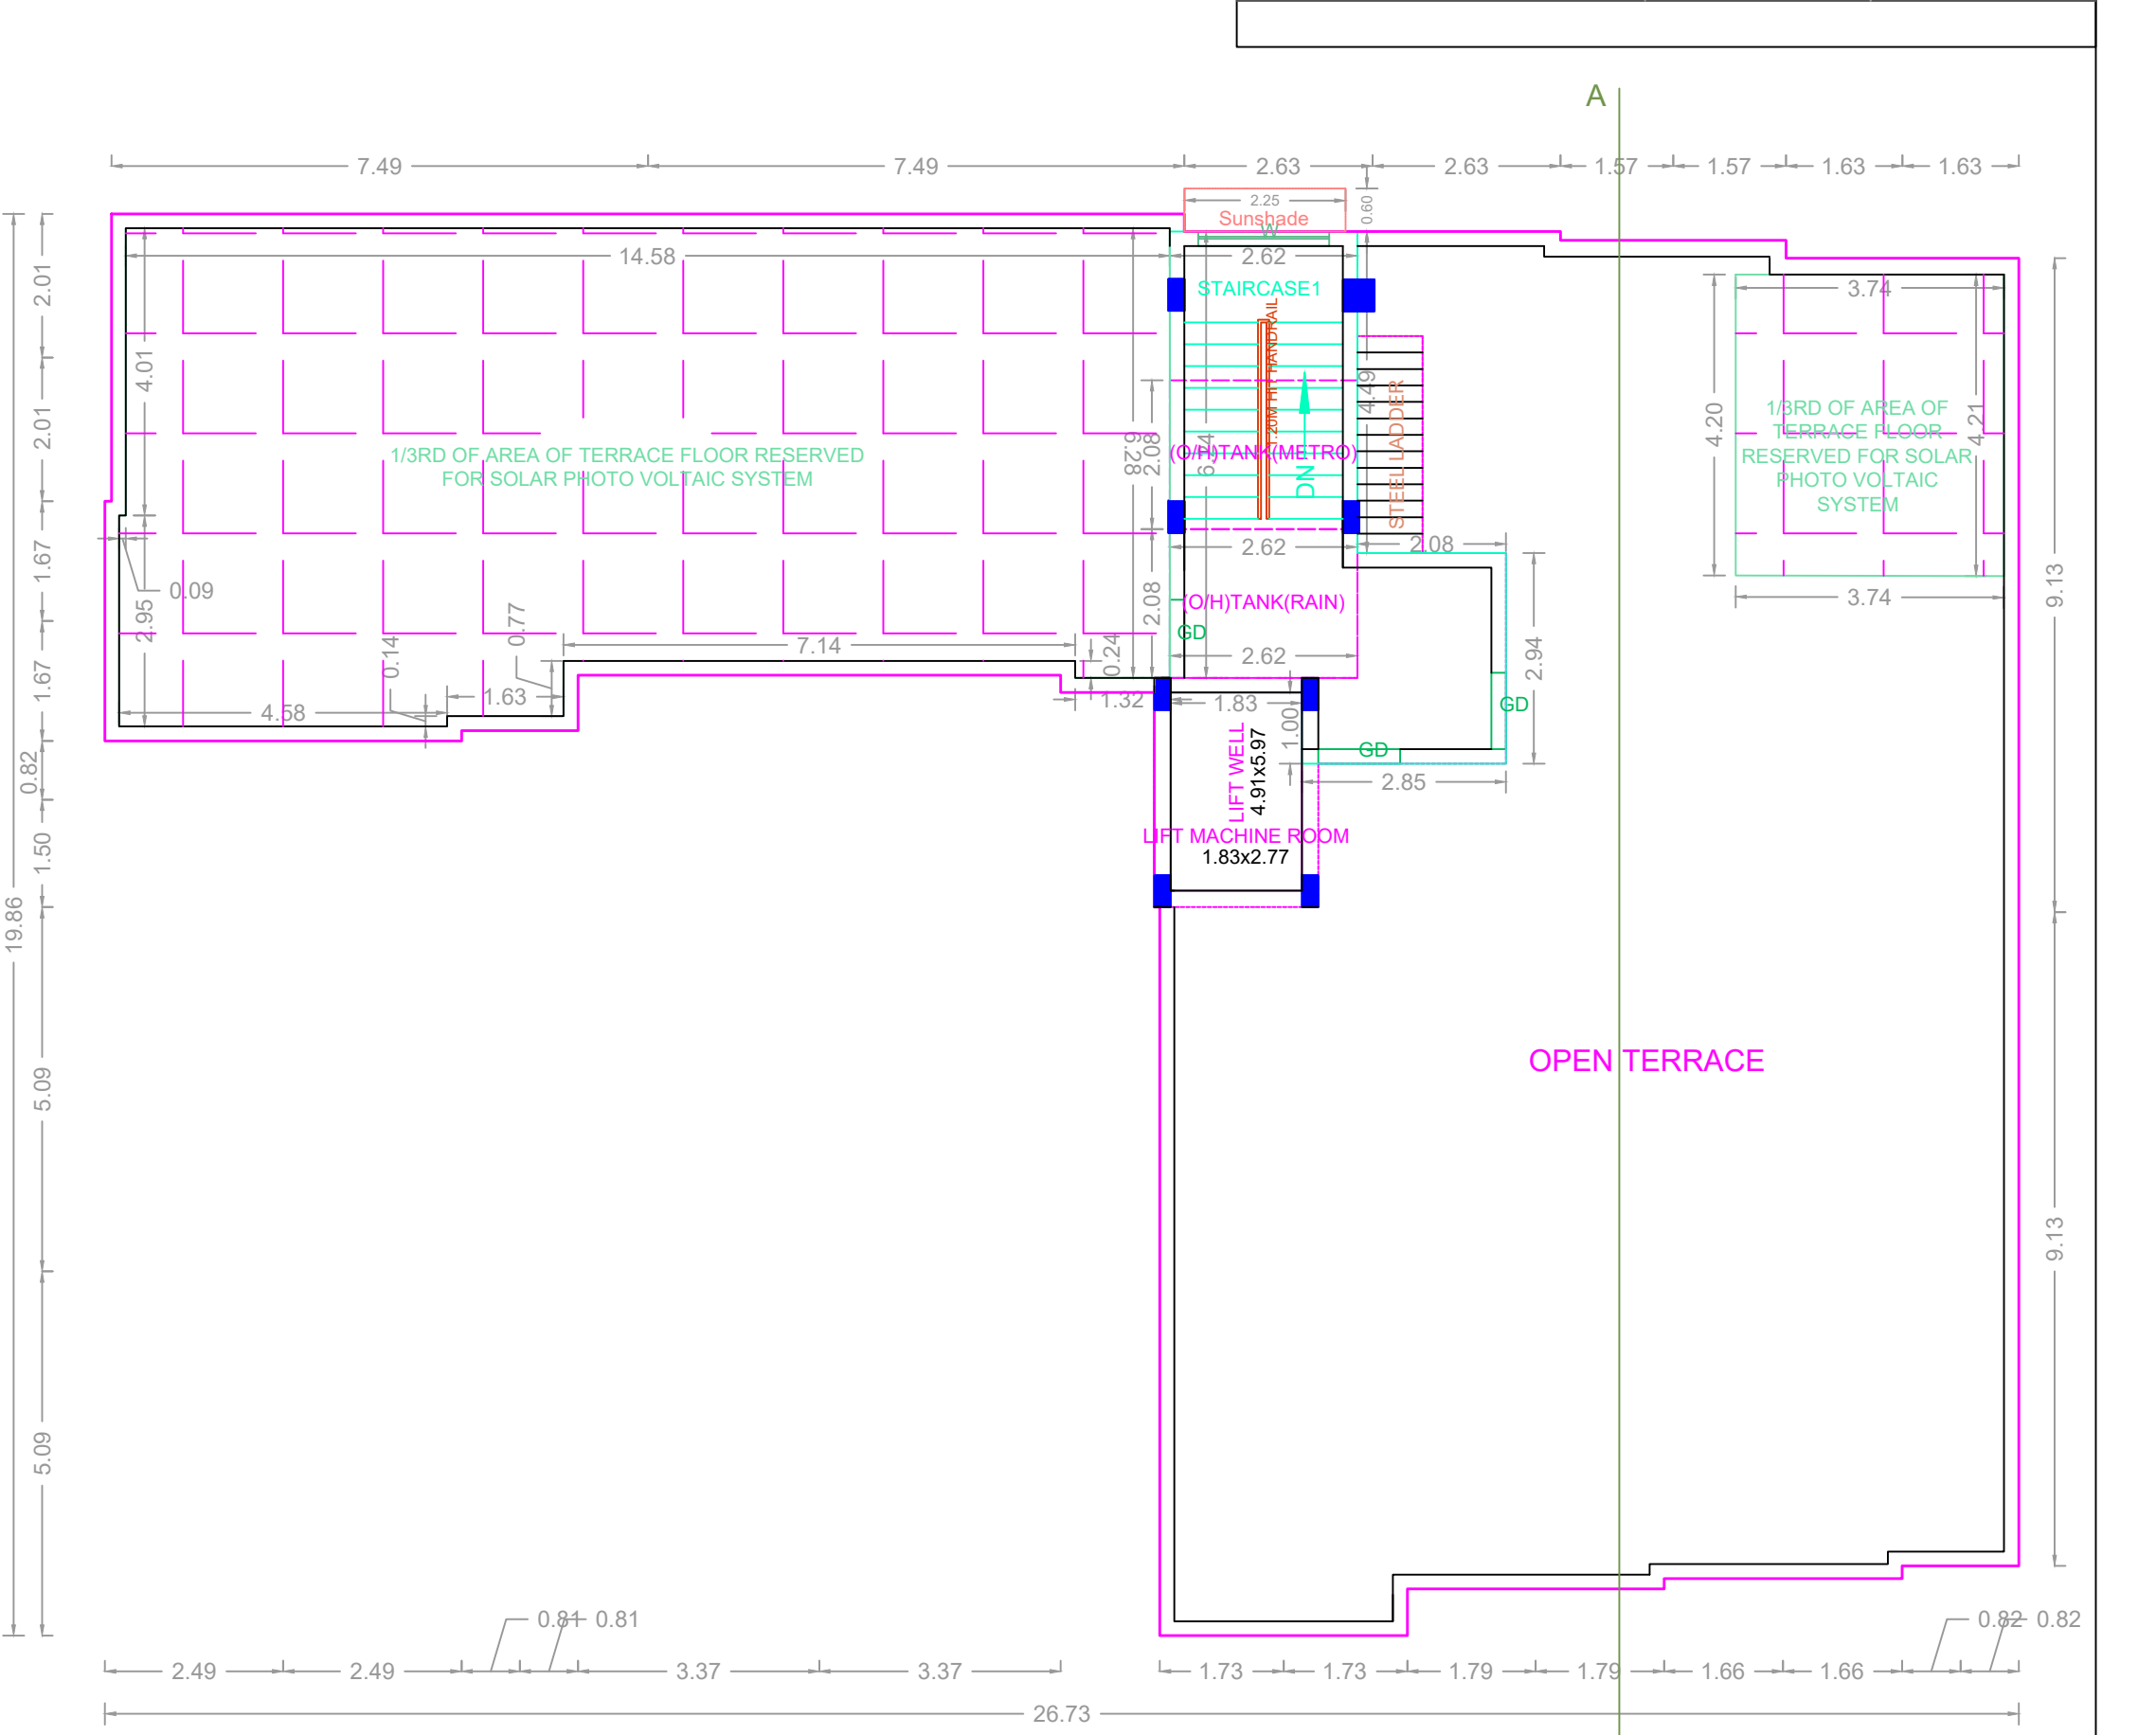 A
7.49
7.49
2.63
2.63
1.57
1.57
1.63
1.63
2.25
0.60
Sunshade
W
14.58
2.62
STAIRCASE1
1.20M HT HANDRAIL
3.74
2.01
4.01
2.01
4.49
STEEL LADDER
4.20
4.21
1/3RD OF AREA OF
TERRACE FLOOR
RESERVED FOR SOLAR
PHOTO VOLTAIC
SYSTEM
1/3RD OF AREA OF TERRACE FLOOR RESERVED
FOR SOLAR PHOTO VOLTAIC SYSTEM
6.28
2.08
(O/H)TANK(METRO)
DN
2.62
2.08
1.67
0.09
2.95
0.77
2.08
(O/H)TANK(RAIN)
GD
3.74
9.13
0.14
7.14
0.24
2.62
2.94
1.67
4.58
1.63
1.32
1.83
1.00
GD
GD
2.85
0.82
LIFT WELL
4.91x5.97
LIFT MACHINE ROOM
1.83x2.77
1.50
19.86
5.09
OPEN TERRACE
9.13
5.09
0.81
0.81
0.82
0.82
2.49
2.49
3.37
3.37
1.73
1.73
1.79
1.79
1.66
1.66
26.73